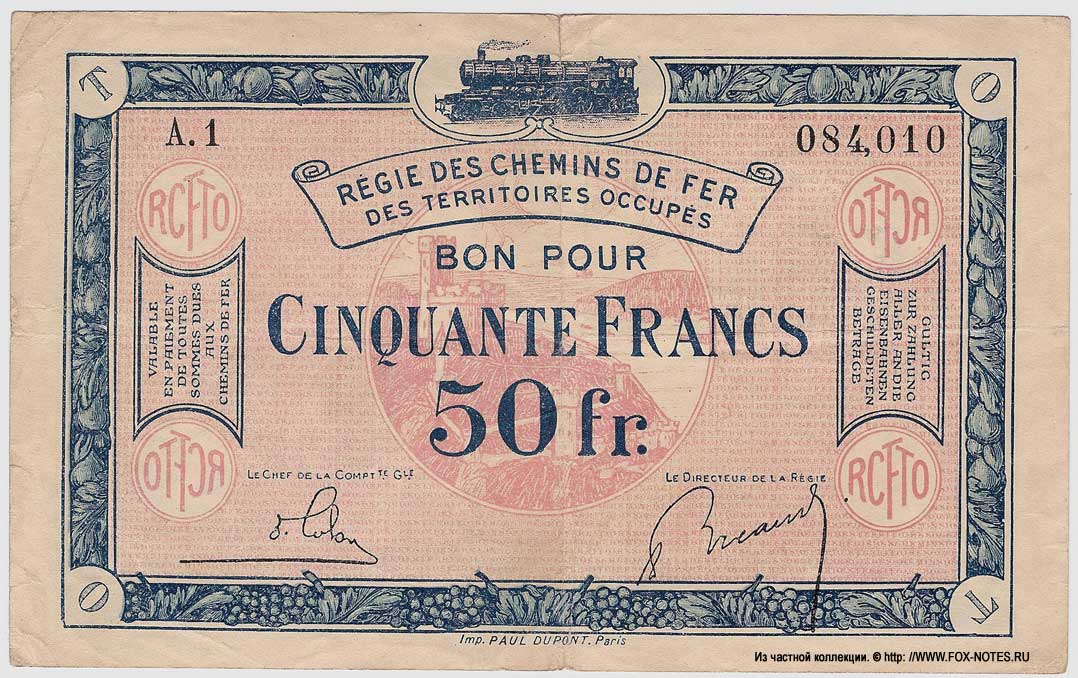 T
O
A.1
084,010
RÉGIE DES CHEMINS DE FER
DES TERRITOIRES OCCUPÉS
RCFTO
RCFTO
BON POUR
CINQUANTE FRANCS
50 fr.
VALABLE
EN PAIEMENT
DE TOUTES
SOMMES DUES
AUX
CHEMINS DE FER
GULTIG
ZUR ZAHLUNG
ALLER AN DIE
EISENBAHNEN
GESCHULDETEN
BETRAGE
RCFTO
RCFTO
LE CHEF DE LA COMPTTE GLE
LE DIRECTEUR DE LA RÉGIE
O
T
Imp. PAUL DUPONT. Paris
Из частной коллекции. © http: //WWW.FOX-NOTES.RU